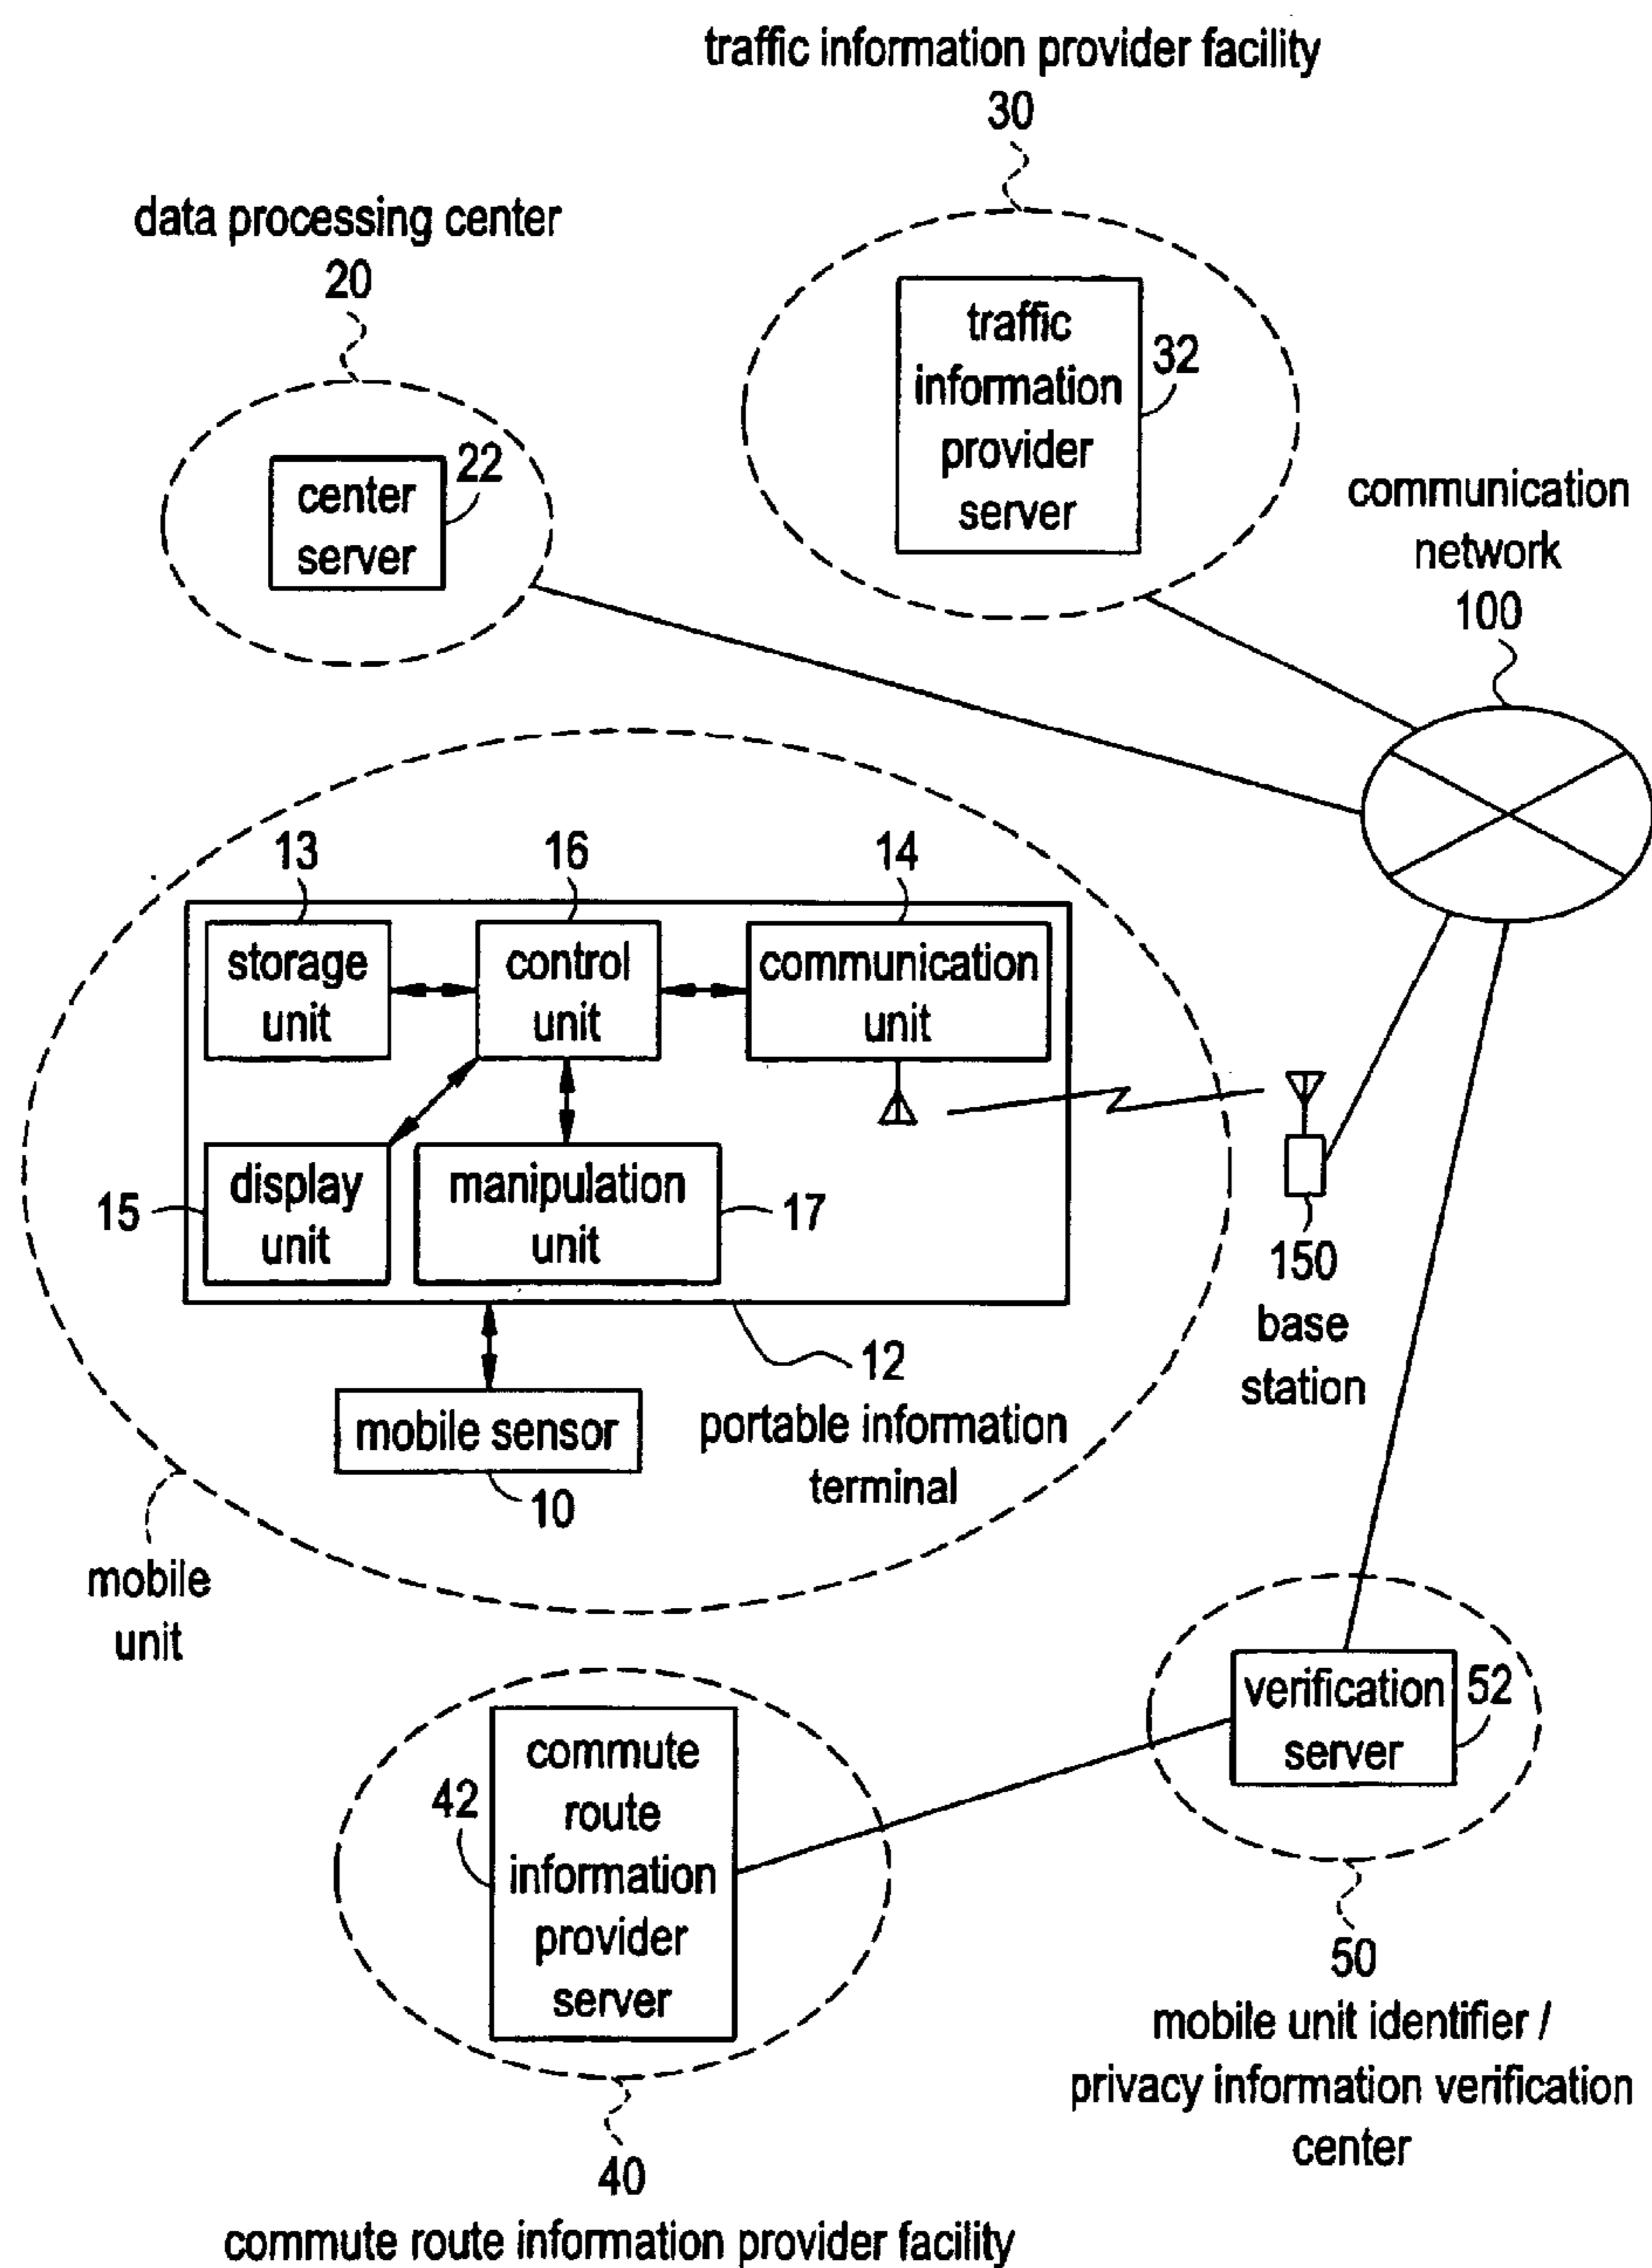 traffic information provider facility
30
data processing center
20
traffic
information
provider
server
32
center
server
22
communication
network
100
13
16
14
storage
unit
control
unit
communication
unit
display
unit
15
manipulation
unit
17
150
base
station
12
portable information
terminal
mobile sensor
10
mobile
unit
verification
server
52
commute
route
information
provider
server
42
50
mobile unit identifier /
privacy information verification
center
40
commute route information provider facility